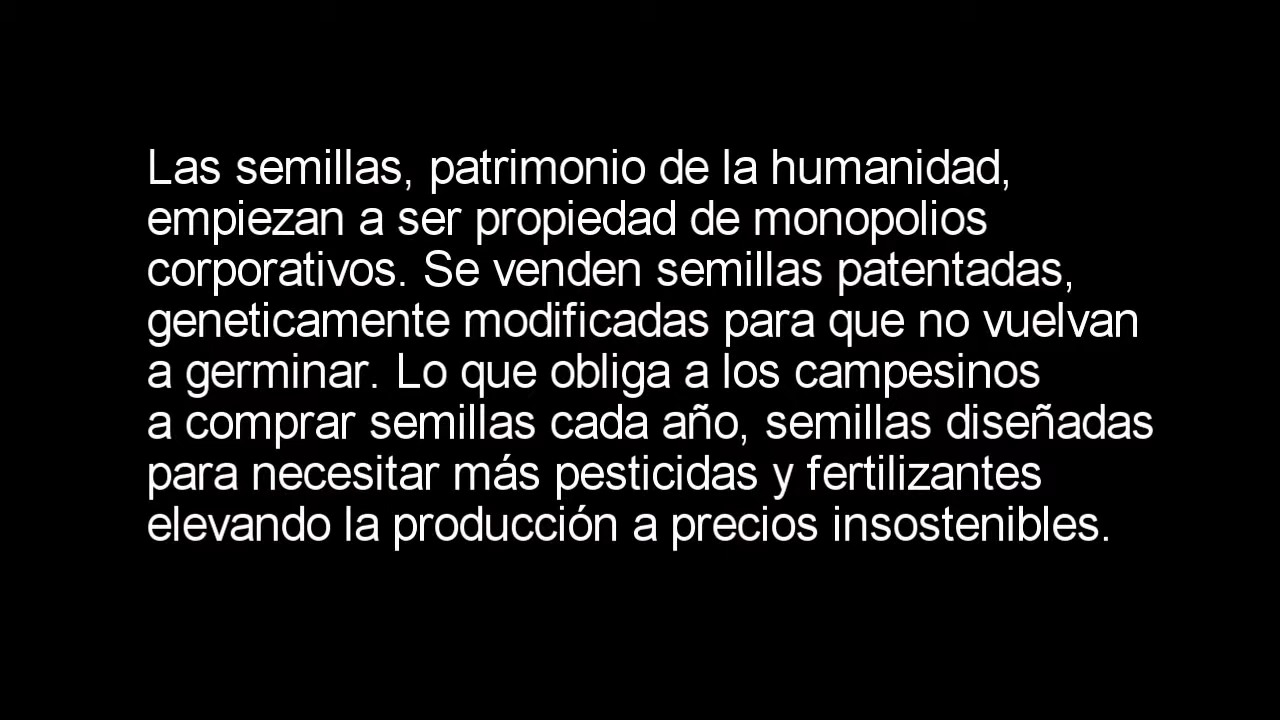 Las semillas, patrimonio de la humanidad,
empiezan a ser propiedad de monopolios
corporativos. Se venden semillas patentadas,
geneticamente modificadas para que no vuelvan
a germinar. Lo que obliga a los campesinos
a comprar semillas cada año, semillas diseñadas
para necesitar más pesticidas y fertilizantes
elevando la producción a precios insostenibles.